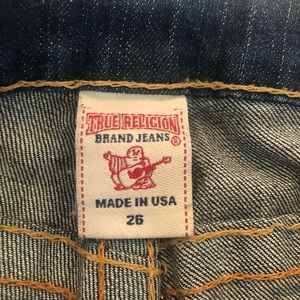 TRUE RELIGION
BRAND JEANS®
MADE IN USA
26